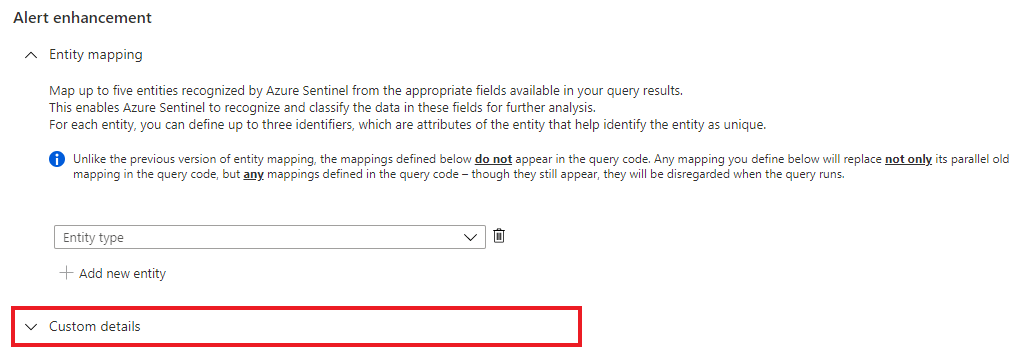 Alert enhancement
Entity mapping
Map up to five entities recognized by Azure Sentinel from the appropriate fields available in your query results.
This enables Azure Sentinel to recognize and classify the data in these fields for further analysis.
For each entity, you can define up to three identifiers, which are attributes of the entity that help identify the entity as unique.
Unlike the previous version of entity mapping, the mappings defined below do not appear in the query code. Any mapping you define below will replace not only its parallel old
mapping in the query code, but any mappings defined in the query code – though they still appear, they will be disregarded when the query runs.
Entity type
Add new entity
Custom details